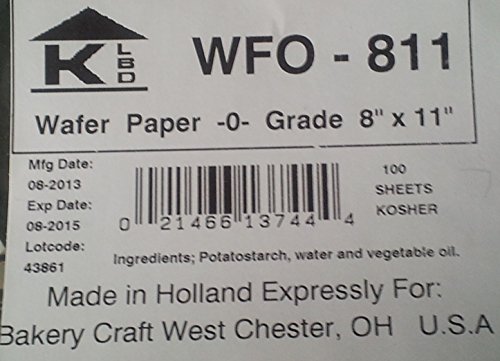 K LBD
WFO - 811
Wafer Paper -0- Grade 8" x 11"
Mfg Date:
08-2013
Exp Date:
08-2015
Lotcode:
43861
0 21466 13744 4
100
SHEETS
KOSHER
Ingredients; Potatostarch, water and vegetable oil.
Made in Holland Expressly For:
Bakery Craft West Chester, OH U.S.A